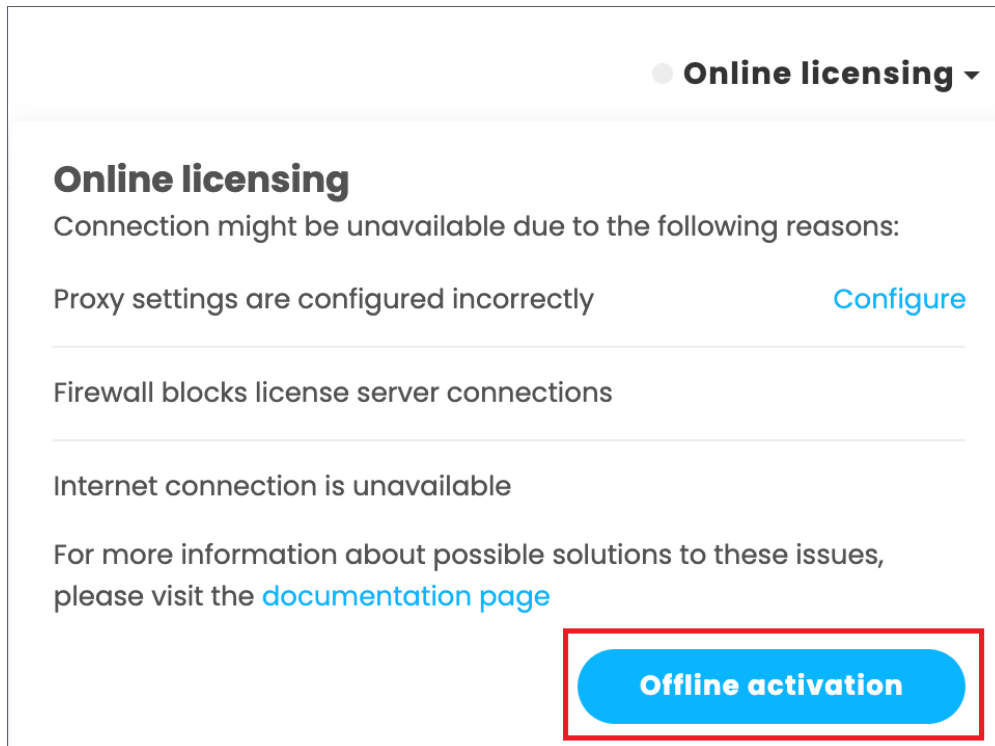 Online licensing
Online licensing
Connection might be unavailable due to the following reasons:
Proxy settings are configured incorrectly Configure
Firewall blocks license server connections
Internet connection is unavailable
For more information about possible solutions to these issues,
please visit the documentation page
Offline activation